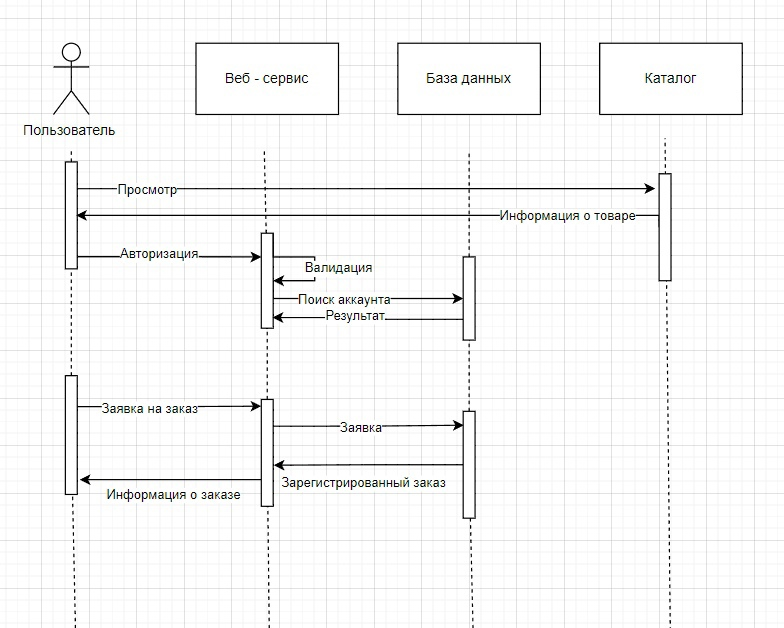 Веб - сервис
База данных
Каталог
Пользователь
Просмотр
Информация о товаре
Авторизация
Валидация
Поиск аккаунта
Результат
Заявка на заказ
Заявка
Зарегистрированный заказ
Информация о заказе